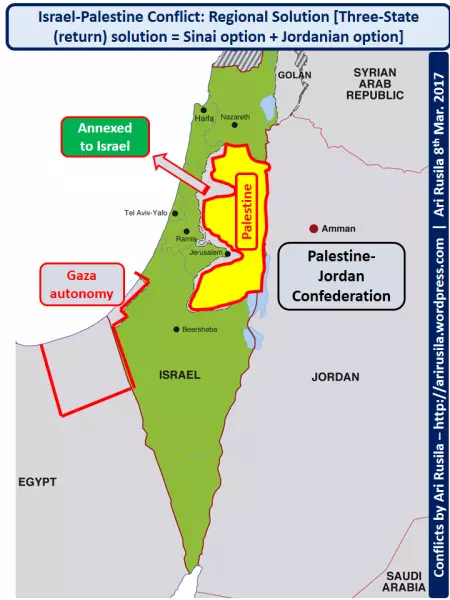 Israel-Palestine Conflict: Regional Solution [Three-State
(return) solution = Sinai option + Jordanian option]
GOLAN
SYRIAN
ARAB
REPUBLIC
Haifa
Nazareth
Annexed
to Israel
Palestine
Tel Aviv-Yafo
Ramla
Jerusalem
Amman
Palestine-
Jordan
Confederation
Gaza
autonomy
Beersheba
ISRAEL
JORDAN
EGYPT
SAUDI
ARABIA
Conflicts by Ari Rusila – http://arirusila.wordpress.com | Ari Rusila 8th Mar. 2017